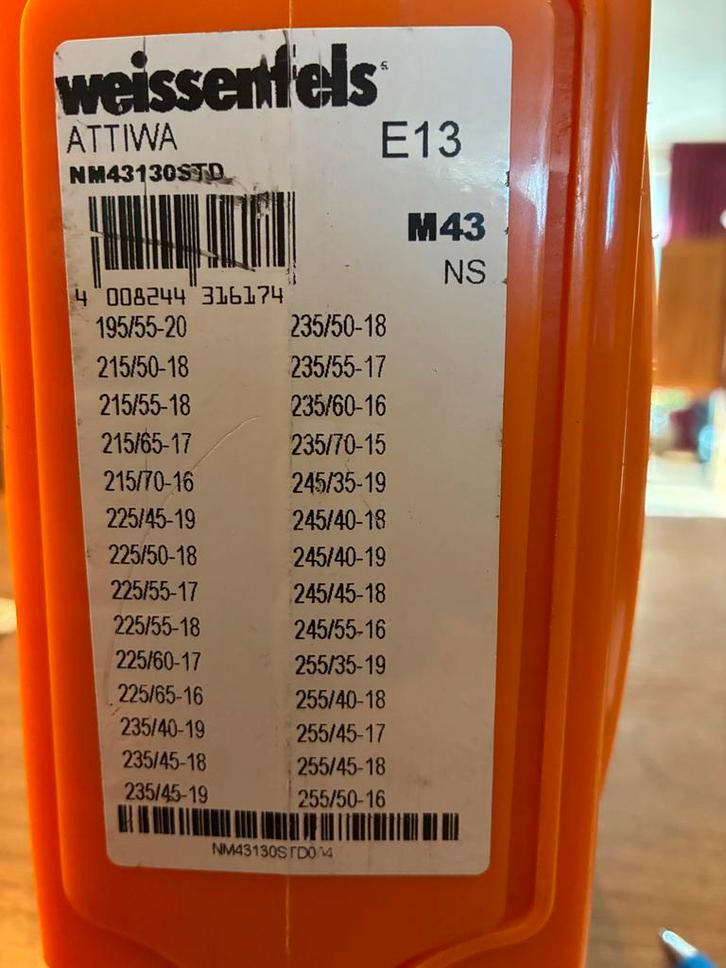 weissenfels
ATTIWA E13
NM43130STD
M43
NS
4 008244 316174
195/55-20 235/50-18
215/50-18 235/55-17
215/55-18 235/60-16
215/65-17 235/70-15
215/70-16 245/35-19
225/45-19 245/40-18
225/50-18 245/40-19
225/55-17 245/45-18
225/55-18 245/55-16
225/60-17 255/35-19
225/65-16 255/40-18
235/40-19 255/45-17
235/45-18 255/45-18
235/45-19 255/50-16